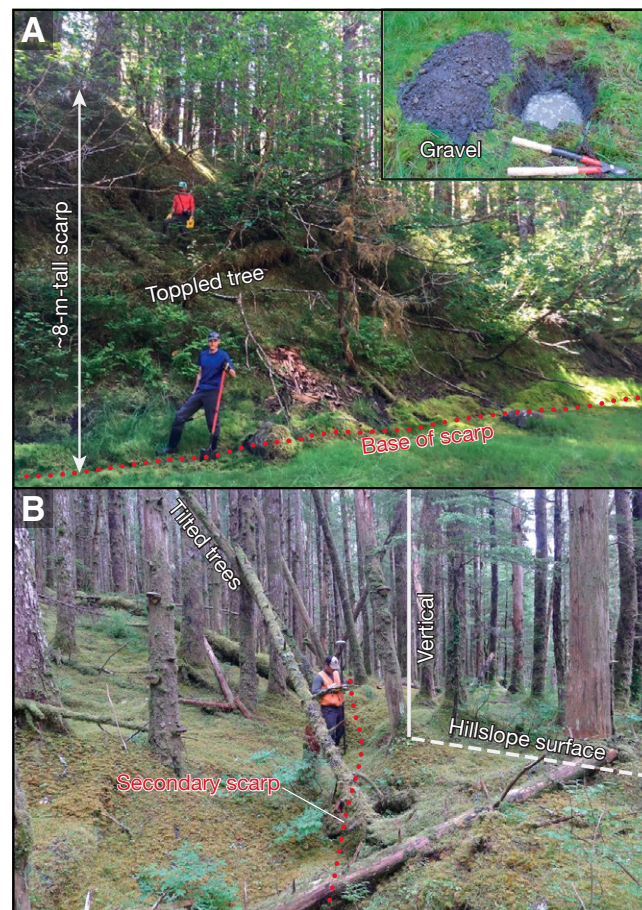 A
Gravel
~8-m-tall scarp
Toppled tree
Base of scarp
B
Tilted trees
Vertical
Hillslope surface
Secondary scarp